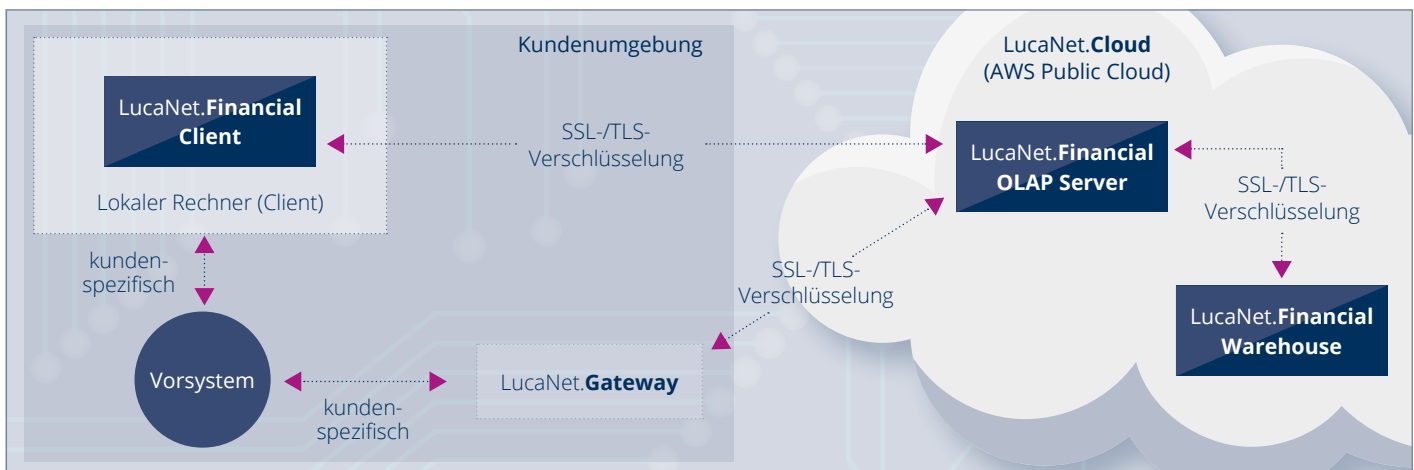 Kundenumgebung
LucaNet.Financial
Client
Lokaler Rechner (Client)
SSL-/TLS-
Verschlüsselung
LucaNet.Cloud
(AWS Public Cloud)
LucaNet.Financial
OLAP Server
SSL-/TLS-
Verschlüsselung
kunden-
spezifisch
SSL-/TLS-
Verschlüsselung
LucaNet.Financial
Warehouse
Vorsystem
kunden-
spezifisch
LucaNet.Gateway